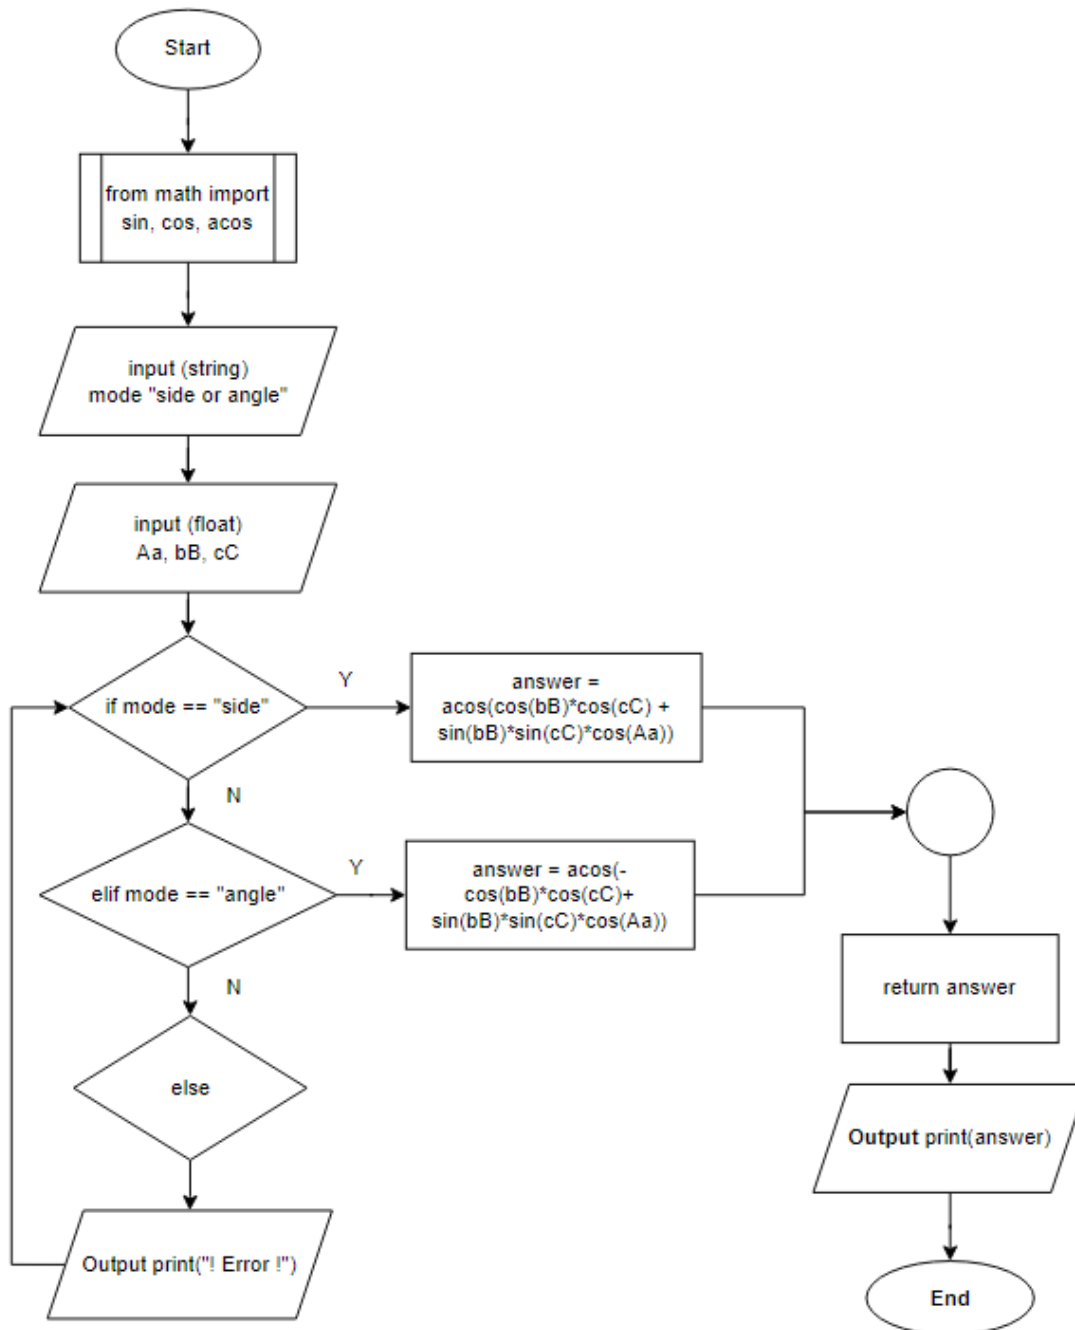 Start
from math import
sin, cos, acos
input (string)
mode "side or angle"
input (float)
Aa, bB, cC
if mode == "side"
Y
answer =
acos(cos(bB)*cos(cC) +
sin(bB)*sin(cC)*cos(Aa))
N
elif mode == "angle"
Y
answer = acos(-
cos(bB)*cos(cC)+
sin(bB)*sin(cC)*cos(Aa))
N
else
Output print("! Error !")
return answer
Output print(answer)
End